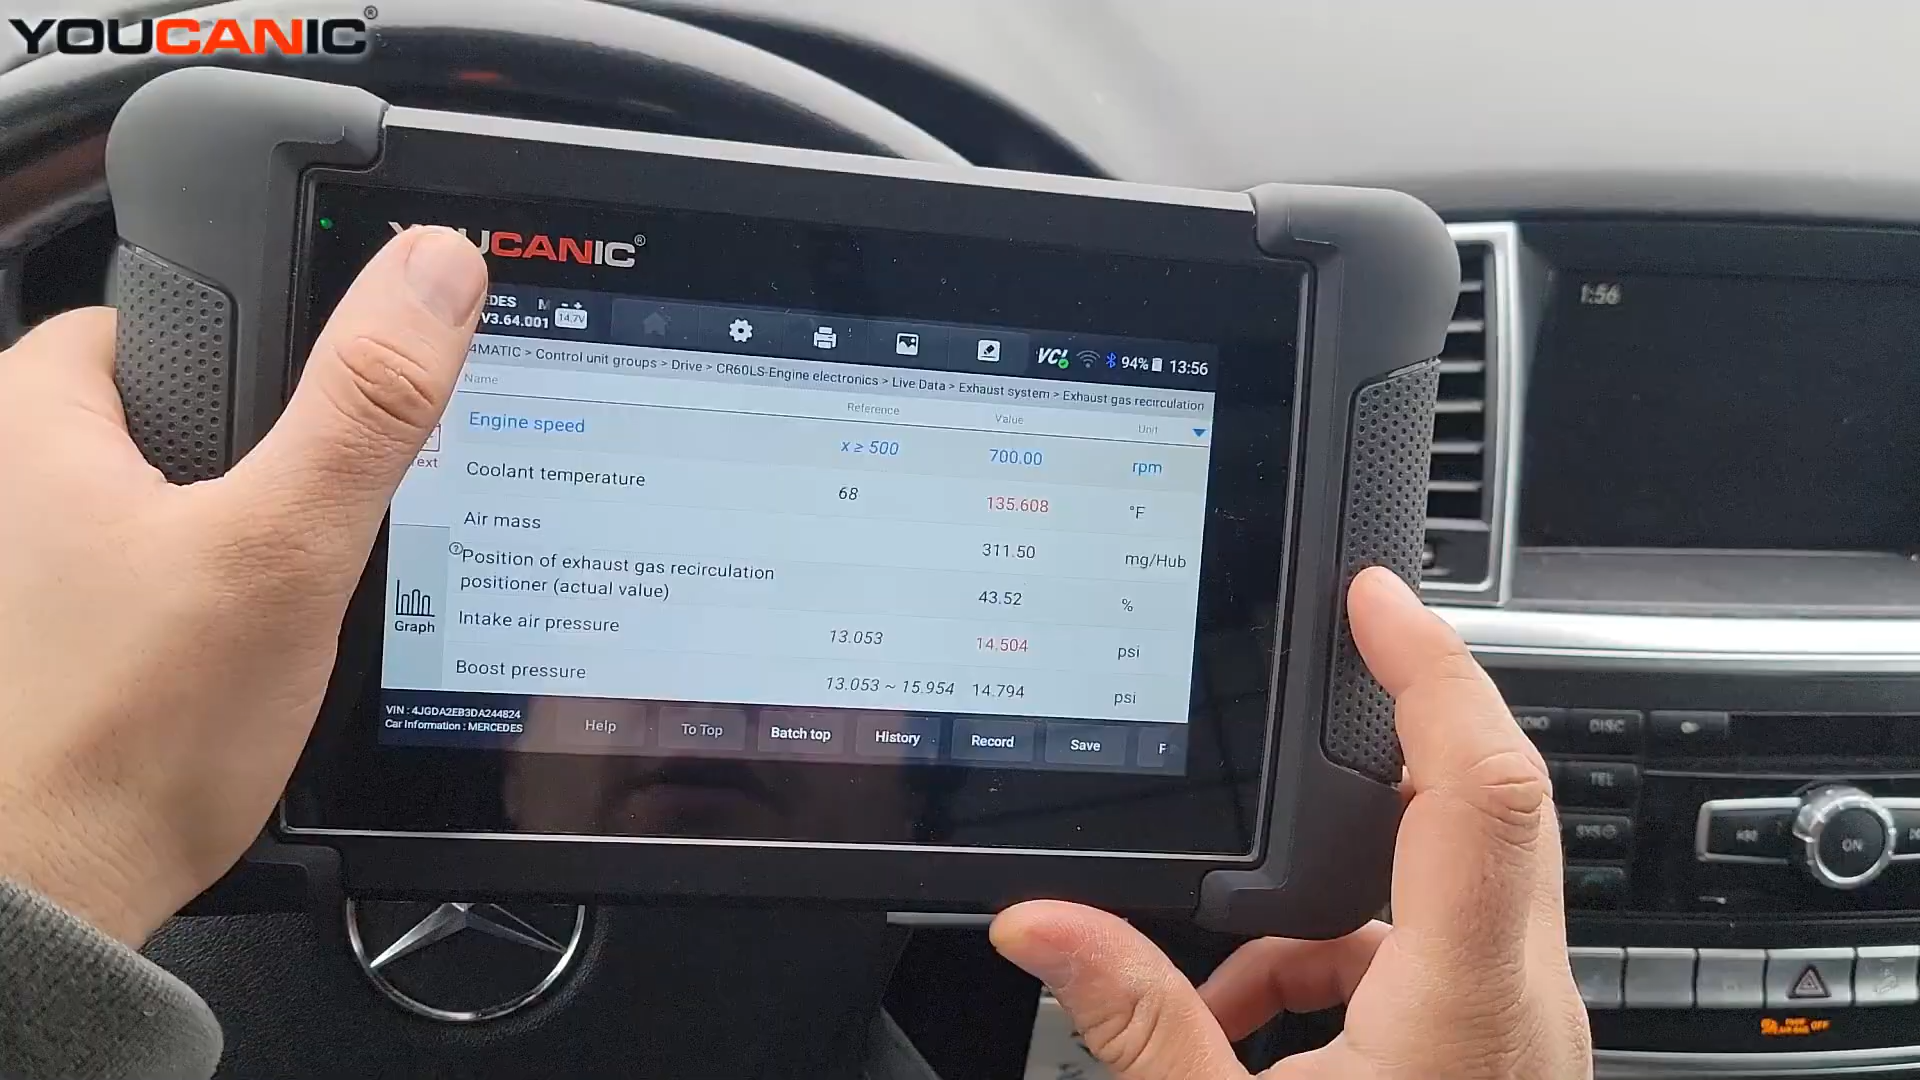 YOUCANIC®
1:56
UCANIC®
DES M
V3.64.001 14.7V
VCI 94% 13:56
4MATIC > Control unit groups > Drive > CR60LS-Engine electronics > Live Data > Exhaust system > Exhaust gas recirculation
Name Reference Value Unit
Engine speed x ≥ 500 700.00 rpm
Text
Coolant temperature 68 135.608 °F
Air mass 311.50 mg/Hub
Position of exhaust gas recirculation
positioner (actual value) 43.52 %
Graph
Intake air pressure 13.053 14.504 psi
Boost pressure 13.053 ~ 15.954 14.794 psi
VIN : 4JGDA2EB3DA244824
Car Information : MERCEDES
Help To Top Batch top History Record Save F
DISC
TEL
ON
OFF